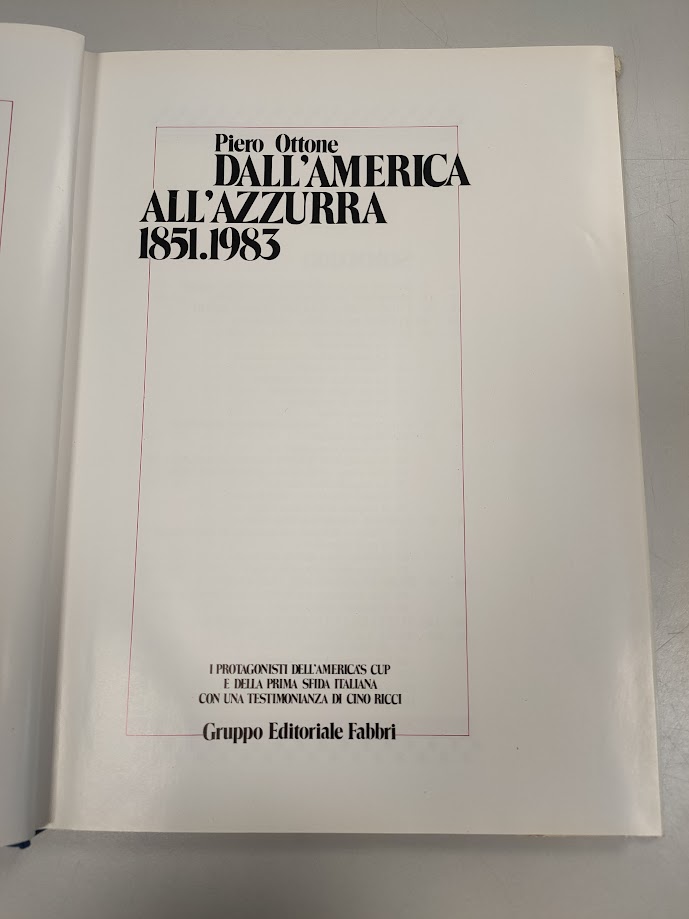 Piero Ottone
DALL'AMERICA
ALL'AZZURRA
1851.1983
I PROTAGONISTI DELL'AMERICA'S CUP
E DELLA PRIMA SFIDA ITALIANA
CON UNA TESTIMONIANZA DI CINO RICCI
Gruppo Editoriale Fabbri